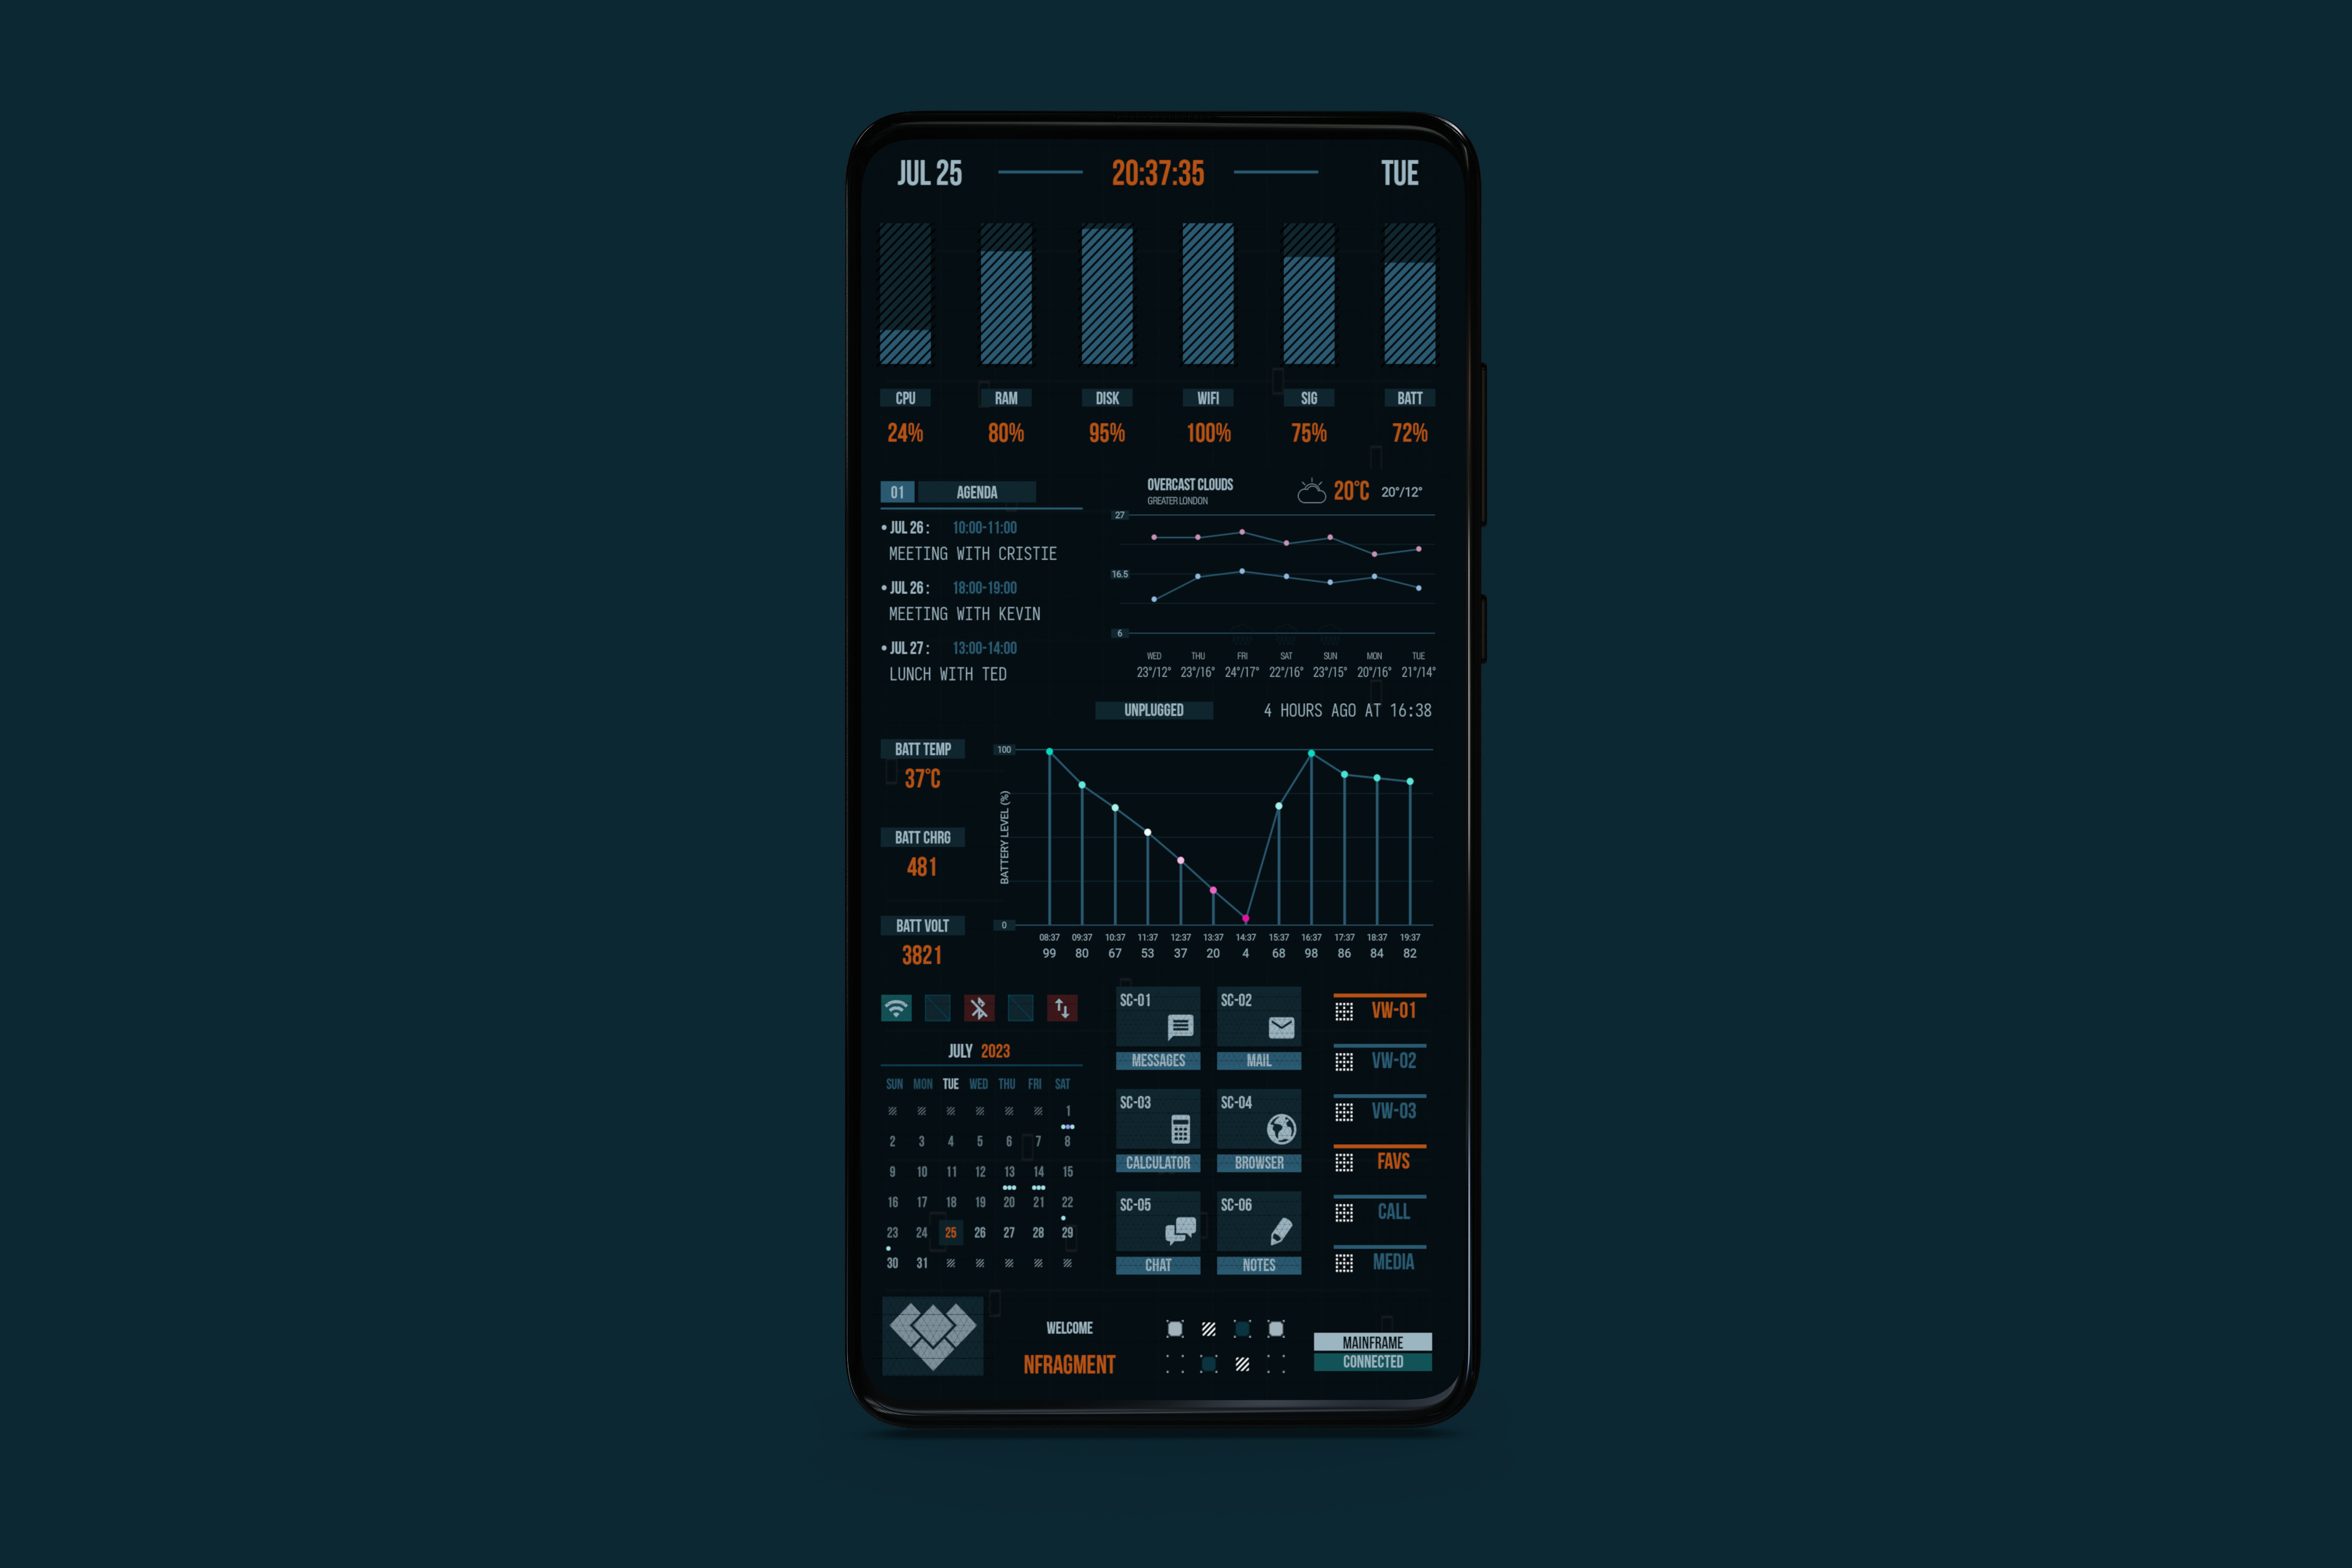 JUL 25 20:37:35 TUE
CPU RAM DISK WIFI SIG BATT
24% 80% 95% 100% 75% 72%
01 AGENDA
• JUL 26 : 10:00-11:00
MEETING WITH CRISTIE
• JUL 26 : 18:00-19:00
MEETING WITH KEVIN
• JUL 27 : 13:00-14:00
LUNCH WITH TED
OVERCAST CLOUDS
GREATER LONDON
20°C 20°/12°
27
16.5
6
WED THU FRI SAT SUN MON TUE
23°/12° 23°/16° 24°/17° 22°/16° 23°/15° 20°/16° 21°/14°
UNPLUGGED 4 HOURS AGO AT 16:38
BATT TEMP
37°C
BATT CHRG
481
BATT VOLT
3821
BATTERY LEVEL (%)
100
0
08:37 09:37 10:37 11:37 12:37 13:37 14:37 15:37 16:37 17:37 18:37 19:37
99 80 67 53 37 20 4 68 98 86 84 82
JULY 2023
SUN MON TUE WED THU FRI SAT
1
2 3 4 5 6 7 8
9 10 11 12 13 14 15
16 17 18 19 20 21 22
23 24 25 26 27 28 29
30 31
SC-01 SC-02
MESSAGES MAIL
SC-03 SC-04
CALCULATOR BROWSER
SC-05 SC-06
CHAT NOTES
VW-01
VW-02
VW-03
FAVS
CALL
MEDIA
WELCOME
NFRAGMENT
MAINFRAME
CONNECTED